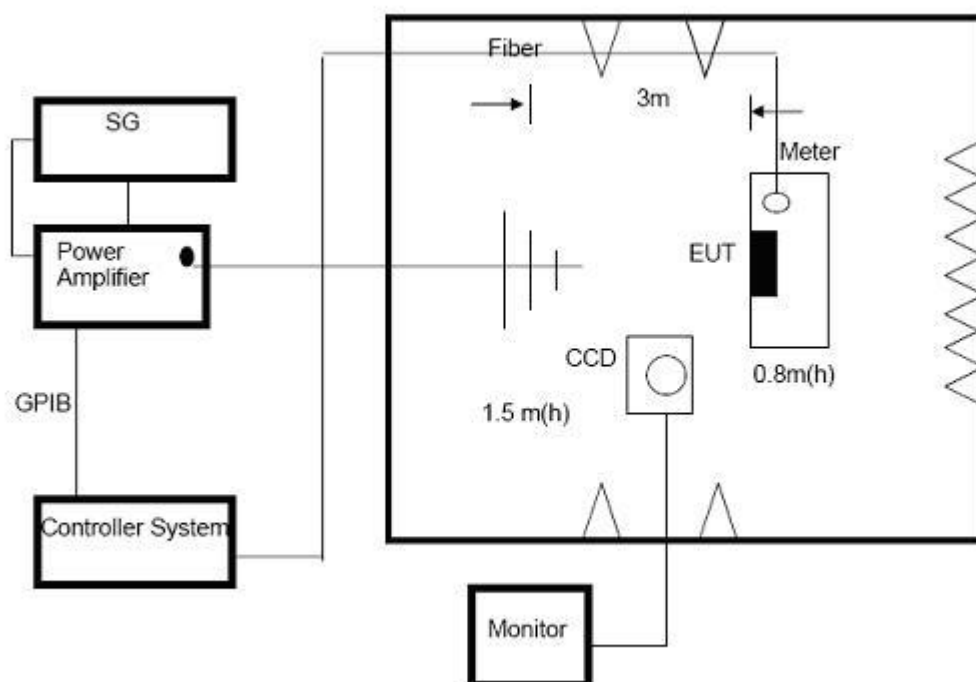 Fiber
3m
SG
Meter
Power
Amplifier
EUT
CCD
0.8m(h)
GPIB
1.5 m(h)
Controller System
Monitor